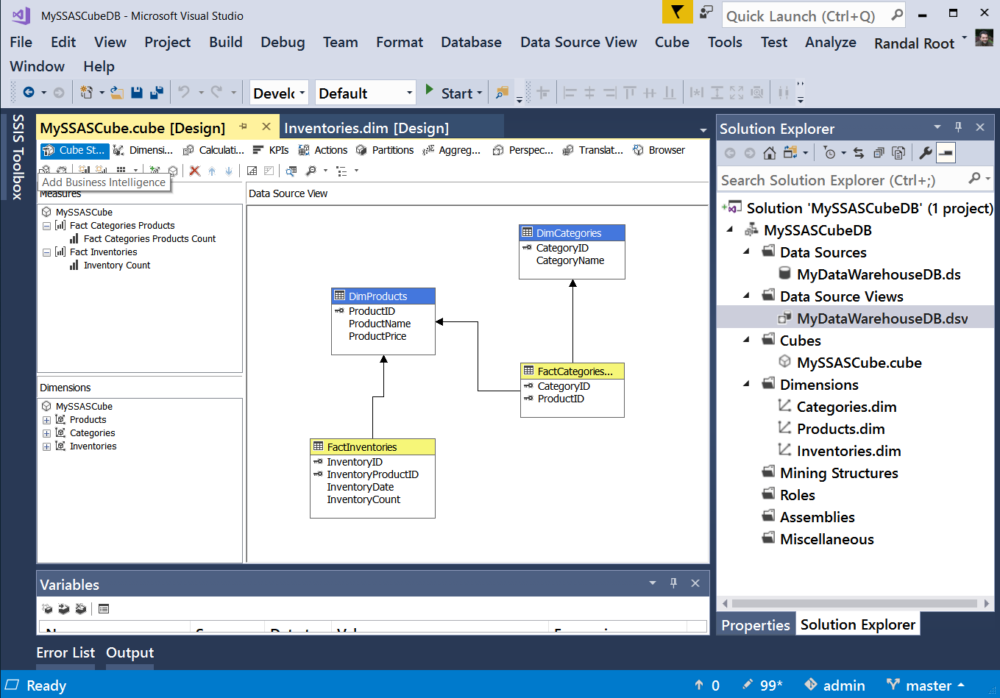 MySSASCubeDB - Microsoft Visual Studio
Quick Launch (Ctrl+Q)
File Edit View Project Build Debug Team Format Database Data Source View Cube Tools Test Analyze Randal Root
Window Help
Develc Default Start
SSIS Toolbox
MySSASCube.cube [Design] Inventories.dim [Design]
Cube St... Dimensi... Calculati... KPIs Actions Partitions Aggreg... Perspec... Translat... Browser
Add Business Intelligence
Measures
MySSASCube
Fact Categories Products
Fact Categories Products Count
Fact Inventories
Inventory Count
Dimensions
MySSASCube
Products
Categories
Inventories
Data Source View
DimCategories
CategoryID
CategoryName
DimProducts
ProductID
ProductName
ProductPrice
FactCategories...
CategoryID
ProductID
FactInventories
InventoryID
InventoryProductID
InventoryDate
InventoryCount
Variables
Error List Output
Solution Explorer
Search Solution Explorer (Ctrl+;)
Solution 'MySSASCubeDB' (1 project)
MySSASCubeDB
Data Sources
MyDataWarehouseDB.ds
Data Source Views
MyDataWarehouseDB.dsv
Cubes
MySSASCube.cube
Dimensions
Categories.dim
Products.dim
Inventories.dim
Mining Structures
Roles
Assemblies
Miscellaneous
Properties Solution Explorer
Ready 0 99* admin master